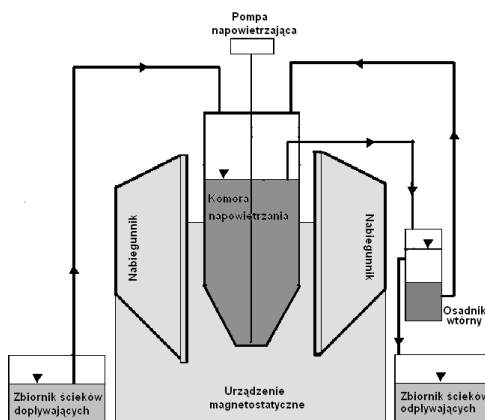 Pompa
napowietrzająca
Komora
napowietrzania
Nabiegunnik
Nabiegunnik
Osadnik
wtórny
Urządzenie
magnetostatyczne
Zbiornik ścieków
dopływających
Zbiornik ścieków
odpływających